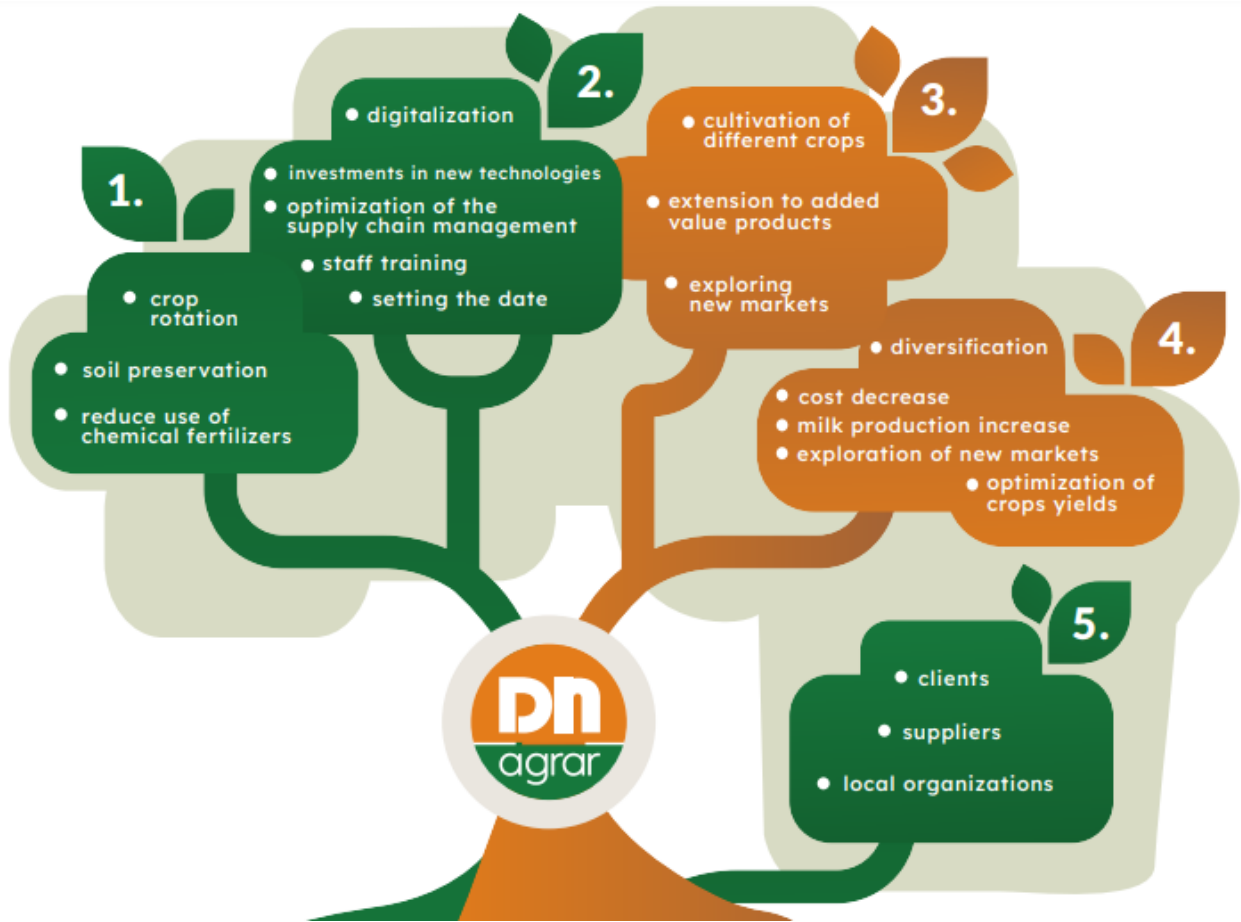 1.
crop
rotation
soil preservation
reduce use of
chemical fertilizers
2.
digitalization
investments in new technologies
optimization of the
supply chain management
staff training
setting the date
3.
cultivation of
different crops
extension to added
value products
exploring
new markets
4.
diversification
cost decrease
milk production increase
exploration of new markets
optimization of
crops yields
5.
clients
suppliers
local organizations
Dn
agrar